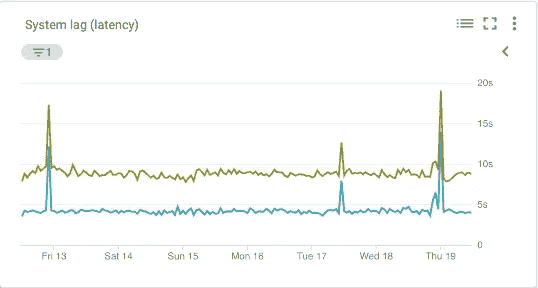 System lag (latency)
1
20s
15s
10s
5s
0
Fri 13 Sat 14 Sun 15 Mon 16 Tue 17 Wed 18 Thu 19